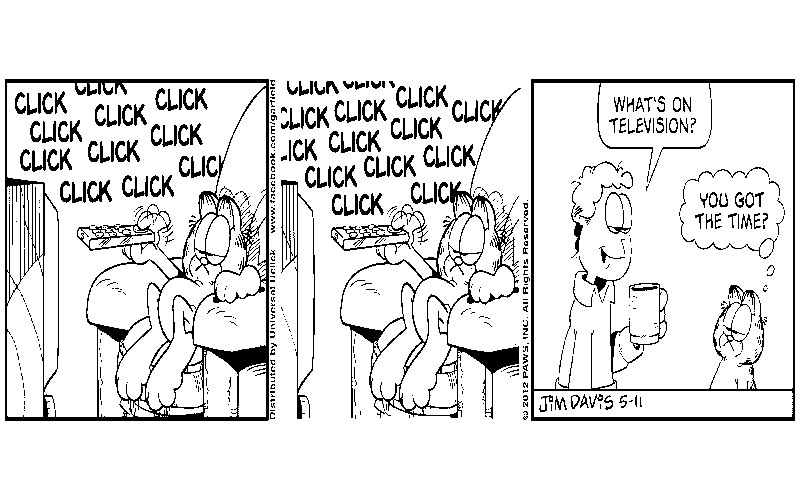 CLICK
CLICK CLICK
CLICK CLICK CLICK
CLICK CLICK CLICK
CLICK CLICK
Distributed by Universal Uclick www.facebook.com/garfield
CLICK CLICK
CLICK CLICK CLICK CLICK
CLICK CLICK
CLICK CLICK CLICK
CLICK CLICK
© 2012 PAWS, INC. All Rights Reserved.
WHAT'S ON
TELEVISION?
YOU GOT
THE TIME?
JIM DAVIS 5-11